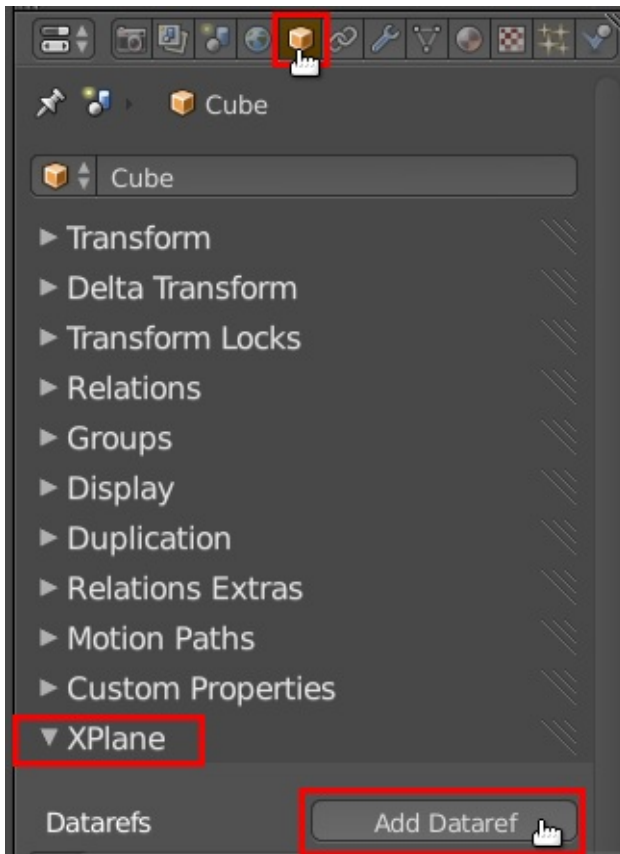 Cube
Cube
Transform
Delta Transform
Transform Locks
Relations
Groups
Display
Duplication
Relations Extras
Motion Paths
Custom Properties
XPlane
Datarefs Add Dataref